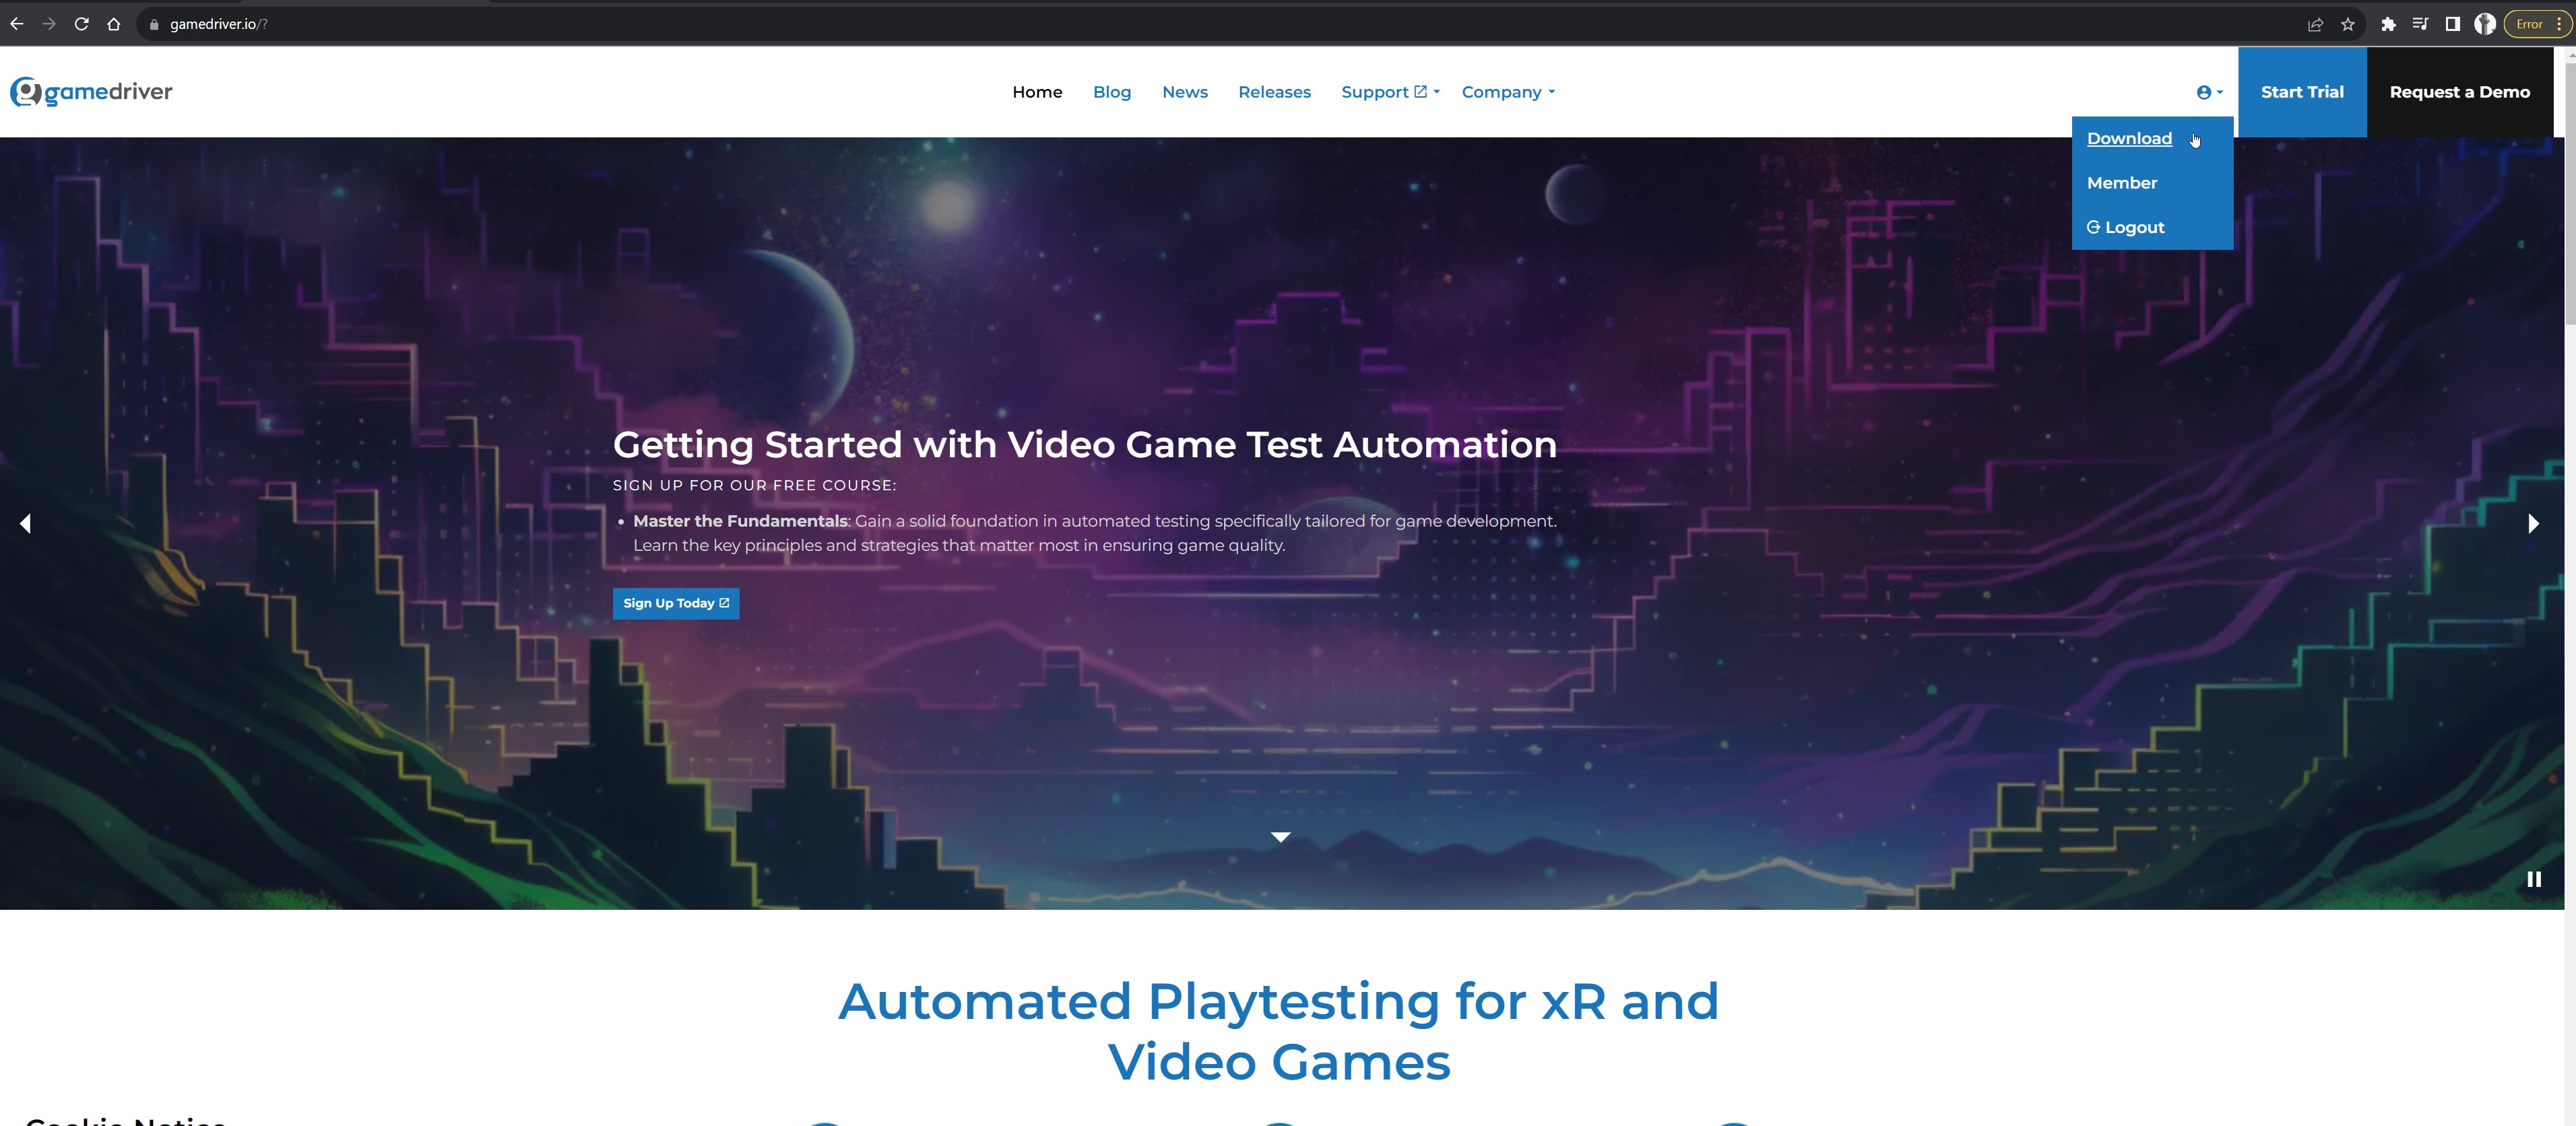 gamedriver.io/?
Error
gamedriver
Home
Blog
News
Releases
Support
Company
Start Trial
Request a Demo
Download
Member
Logout
Getting Started with Video Game Test Automation
SIGN UP FOR OUR FREE COURSE:
• Master the Fundamentals: Gain a solid foundation in automated testing specifically tailored for game development.
Learn the key principles and strategies that matter most in ensuring game quality.
Sign Up Today
Automated Playtesting for xR and
Video Games
Cookie Notice